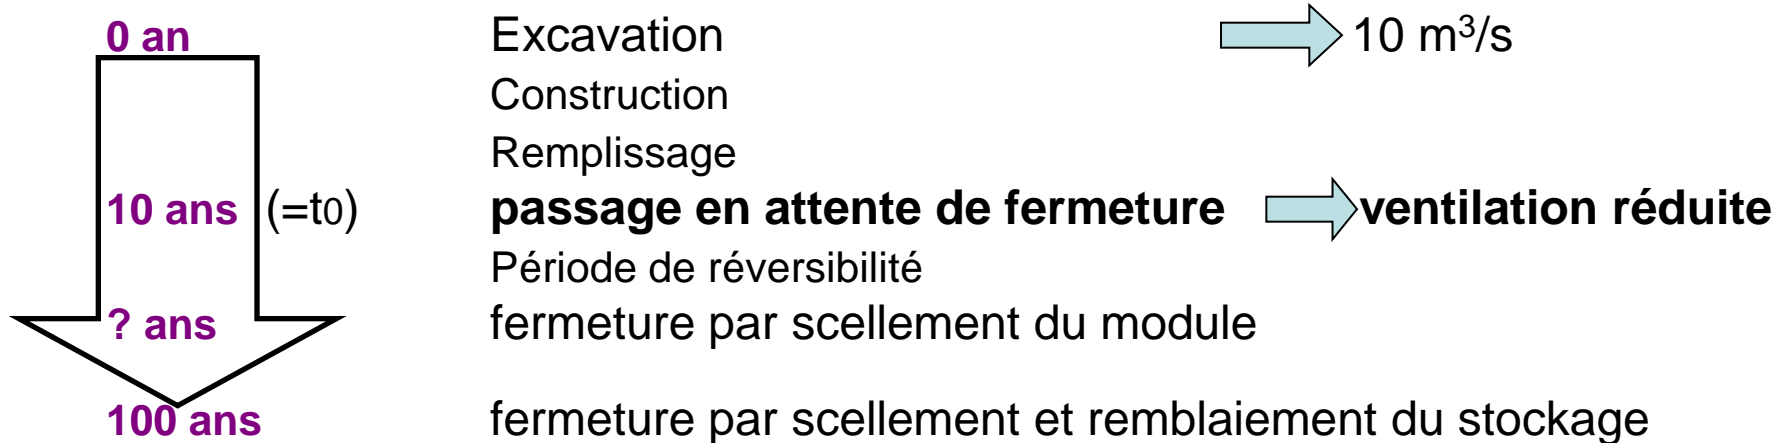 0 an Excavation 10 m³/s
Construction
Remplissage
10 ans (=t0) passage en attente de fermeture ventilation réduite
Période de réversibilité
? ans fermeture par scellement du module
100 ans fermeture par scellement et remblaiement du stockage